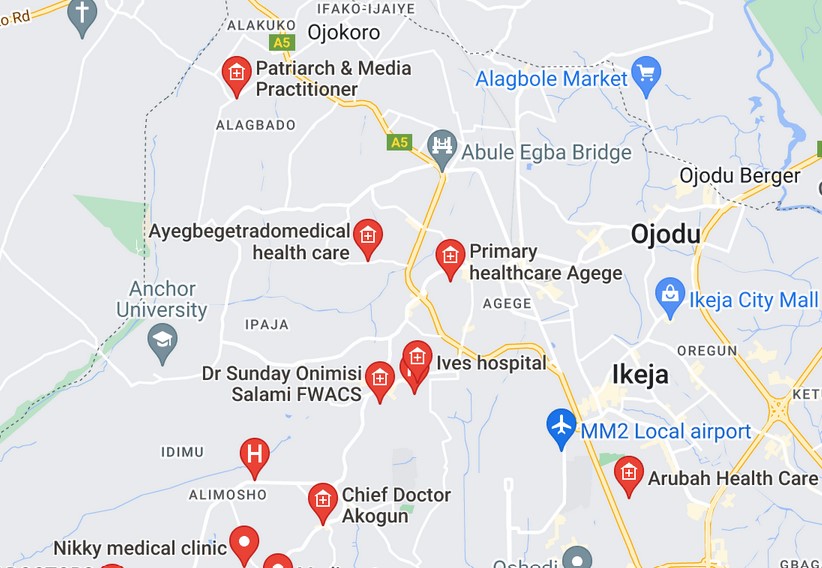 o Rd
IFAKO-IJAIYE
ALAKUKO
Ojokoro
A5
Patriarch & Media
Practitioner
Alagbole Market
ALAGBADO
A5
Abule Egba Bridge
Ojodu Berger
Ayegbegetradomedical
health care
Ojodu
Primary
healthcare Agege
Anchor
University
Ikeja City Mall
AGEGE
IPAJA
OREGUN
Ives hospital
Dr Sunday Onimisi
Salami FWACS
Ikeja
KETU
MM2 Local airport
IDIMU
H
Arubah Health Care
ALIMOSHO
Chief Doctor
Akogun
Nikky medical clinic
Oshodi
GBAG